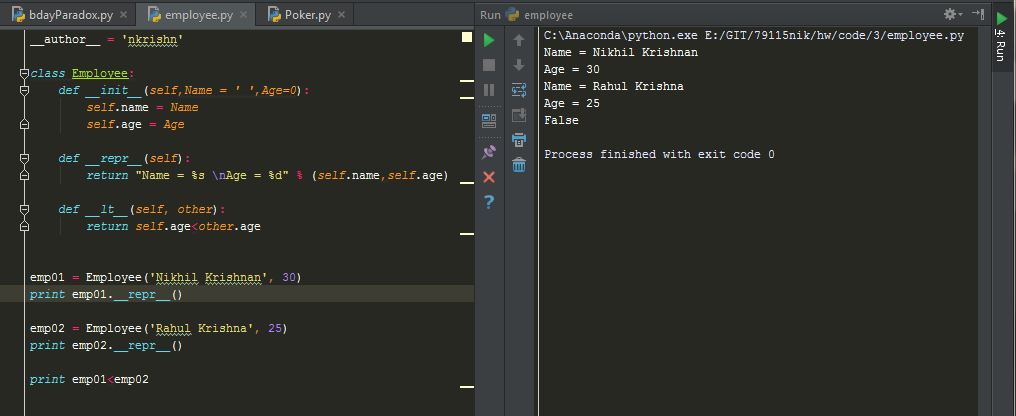 bdayParadox.py × employee.py × Poker.py ×
__author__ = 'nkrishn'
class Employee:
def __init__(self,Name = ' ',Age=0):
self.name = Name
self.age = Age
def __repr__(self):
return "Name = %s \nAge = %d" % (self.name,self.age)
def __lt__(self, other):
return self.age<other.age
emp01 = Employee('Nikhil Krishnan', 30)
print emp01.__repr__()
emp02 = Employee('Rahul Krishna', 25)
print emp02.__repr__()
print emp01<emp02
Run employee
C:\Anaconda\python.exe E:/GIT/79115nik/hw/code/3/employee.py
Name = Nikhil Krishnan
Age = 30
Name = Rahul Krishna
Age = 25
False
Process finished with exit code 0
4: Run